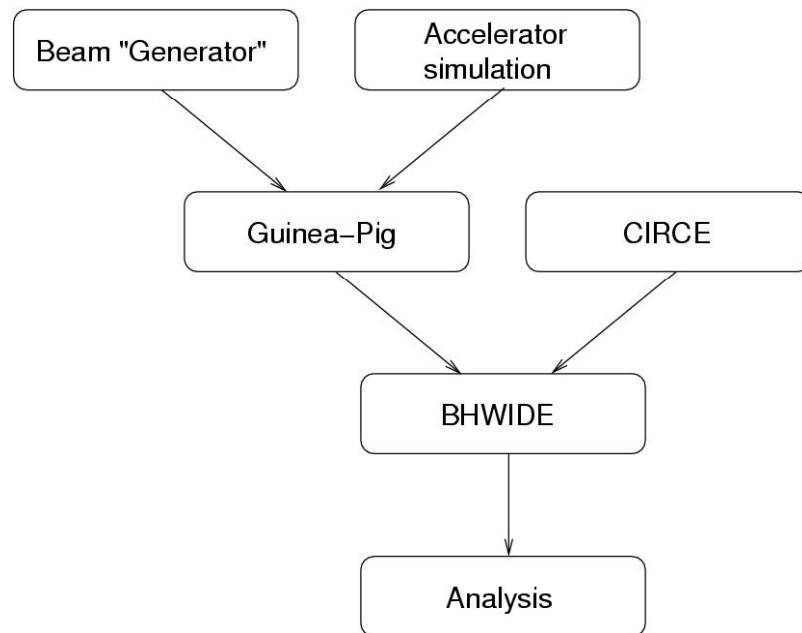 Beam "Generator"
Accelerator
simulation
Guinea−Pig
CIRCE
BHWIDE
Analysis